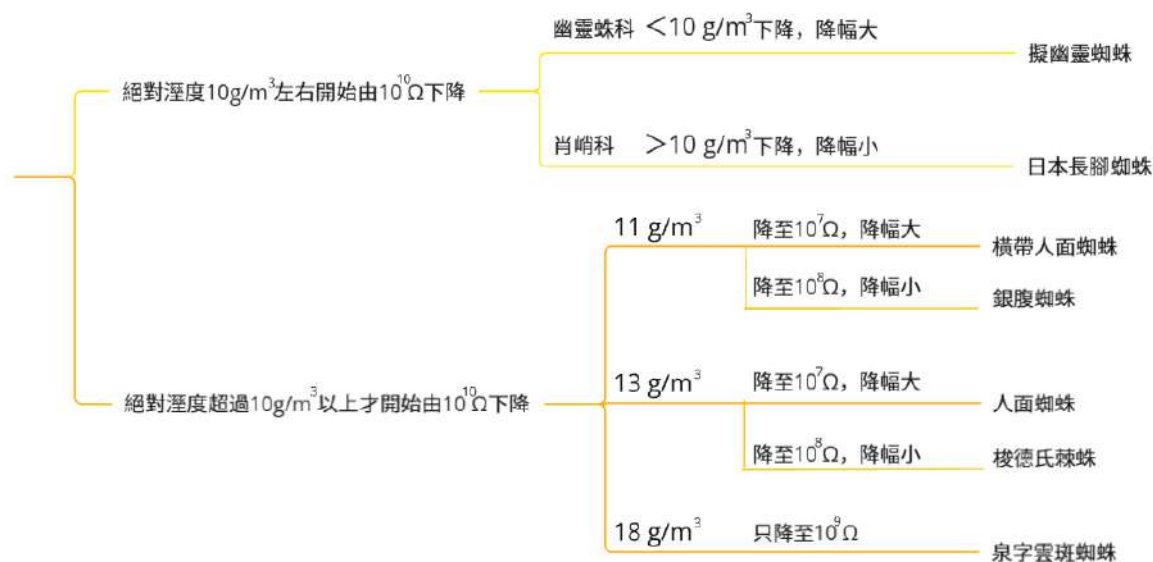 幽靈蛛科 <10 g/m³下降，降幅大
擬幽靈蜘蛛
絕對溼度10g/m³左右開始由10¹⁰Ω下降
肖蛸科 >10 g/m³下降，降幅小
日本長腳蜘蛛
11 g/m³ 降至10⁷Ω，降幅大
橫帶人面蜘蛛
降至10⁸Ω，降幅小
銀腹蜘蛛
13 g/m³ 降至10⁷Ω，降幅大
絕對溼度超過10g/m³以上才開始由10¹⁰Ω下降
人面蜘蛛
降至10⁸Ω，降幅小
梭德氏棘蛛
18 g/m³ 只降至10⁹Ω
泉字雲斑蜘蛛